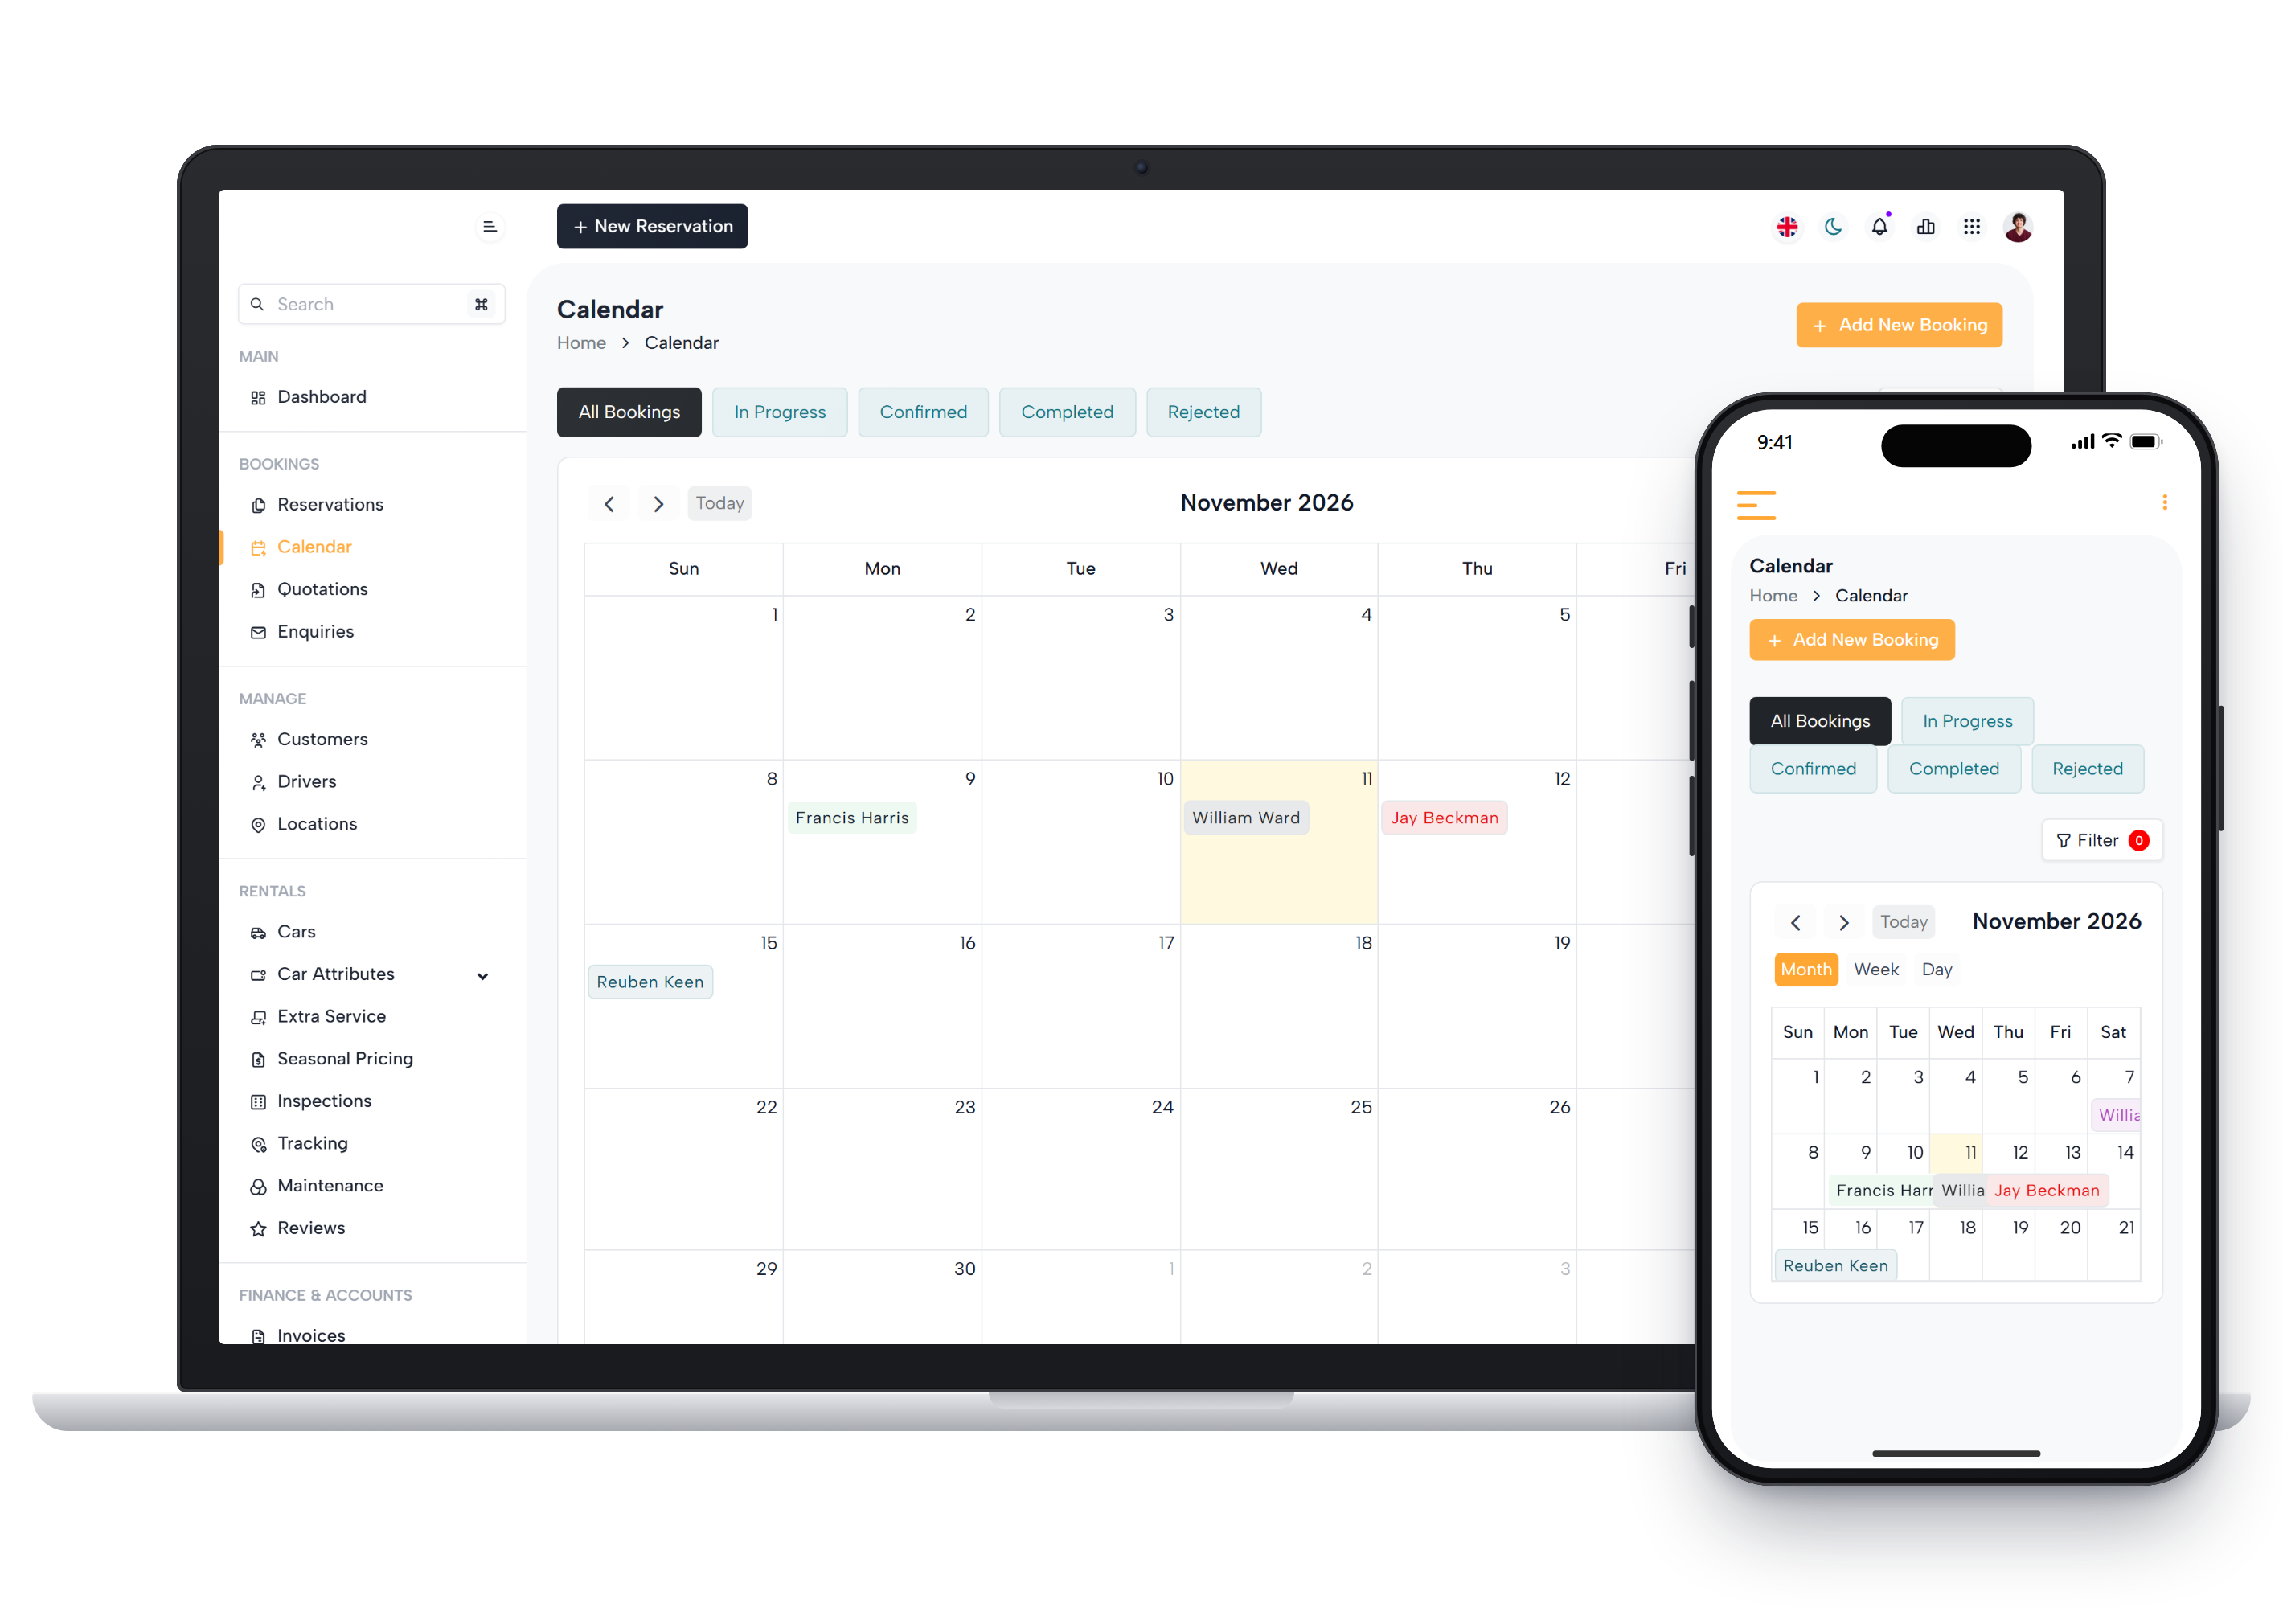 + New Reservation
Search
MAIN
Dashboard
BOOKINGS
Reservations
Calendar
Quotations
Enquiries
MANAGE
Customers
Drivers
Locations
RENTALS
Cars
Car Attributes
Extra Service
Seasonal Pricing
Inspections
Tracking
Maintenance
Reviews
FINANCE & ACCOUNTS
Invoices
Calendar
Home > Calendar
+ Add New Booking
All Bookings In Progress Confirmed Completed Rejected
Today November 2026
Sun Mon Tue Wed Thu Fri
1 2 3 4 5
8 9 10 11 12
Francis Harris William Ward Jay Beckman
15 16 17 18 19
Reuben Keen
22 23 24 25 26
29 30 1 2 3
9:41
Calendar
Home > Calendar
+ Add New Booking
All Bookings In Progress
Confirmed Completed Rejected
Filter 0
Today November 2026
Month Week Day
Sun Mon Tue Wed Thu Fri Sat
1 2 3 4 5 6 7
Willia
8 9 10 11 12 13 14
Francis Harr Willia Jay Beckman
15 16 17 18 19 20 21
Reuben Keen